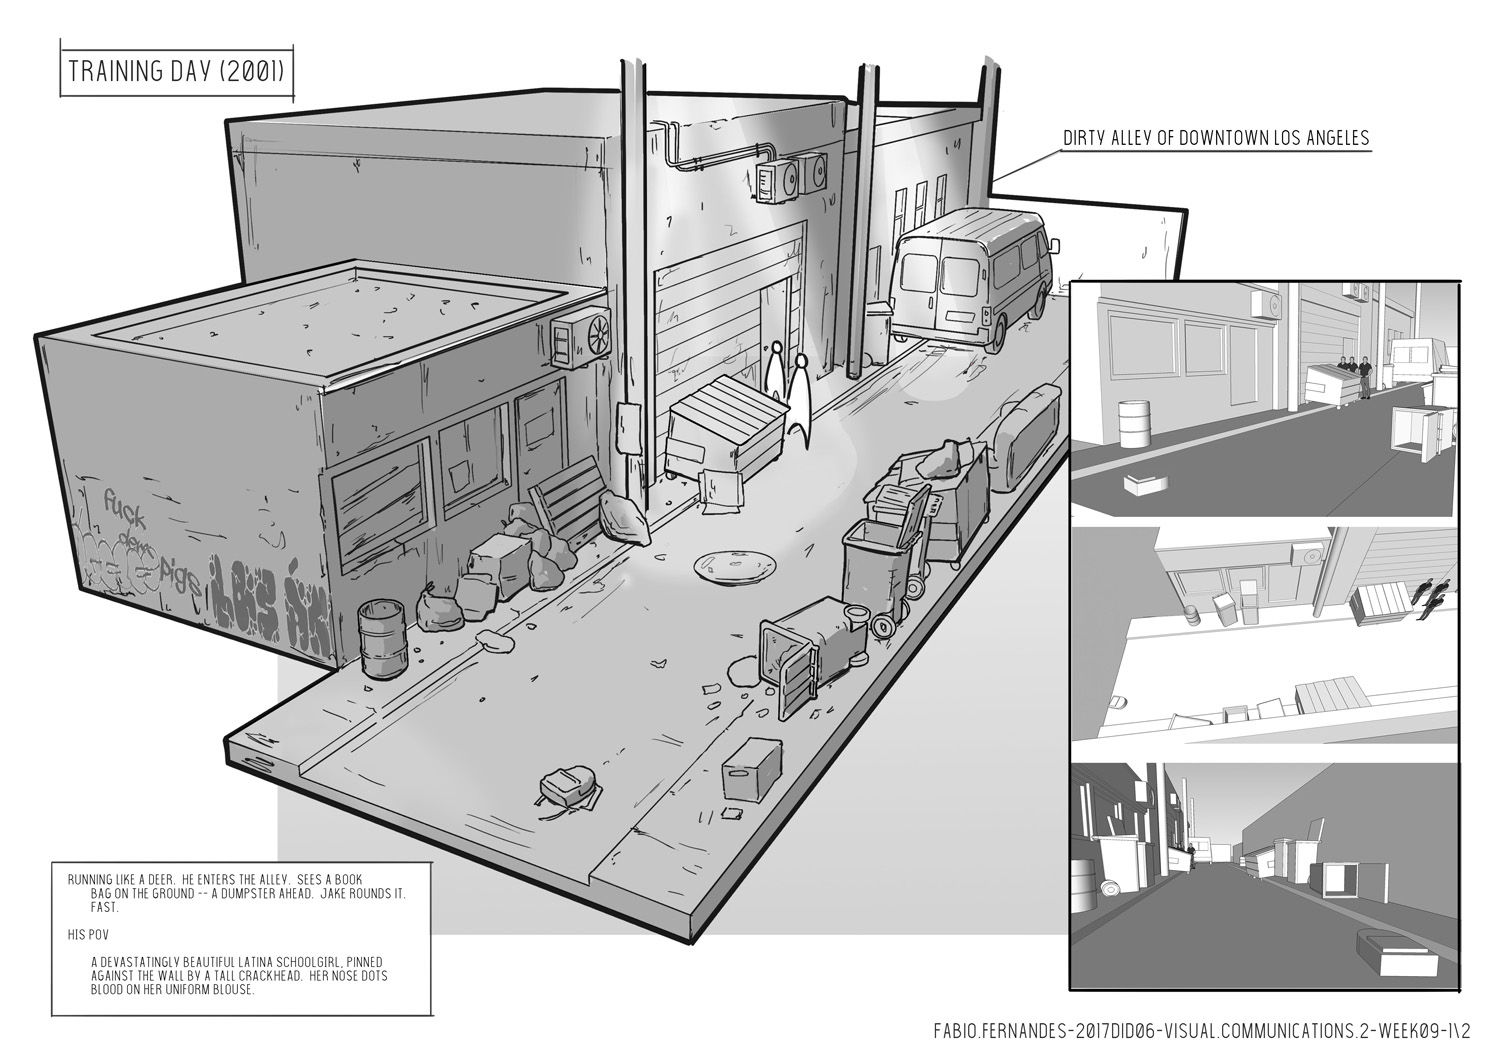 TRAINING DAY (2001)
DIRTY ALLEY OF DOWNTOWN LOS ANGELES
fuck
dem
pigs
RUNNING LIKE A DEER. HE ENTERS THE ALLEY. SEES A BOOK
BAG ON THE GROUND -- A DUMPSTER AHEAD. JAKE ROUNDS IT.
FAST.
HIS POV
A DEVASTATINGLY BEAUTIFUL LATINA SCHOOLGIRL, PINNED
AGAINST THE WALL BY A TALL CRACKHEAD. HER NOSE DOTS
BLOOD ON HER UNIFORM BLOUSE.
FABIO.FERNANDES-2017DID06-VISUAL.COMMUNICATIONS.2-WEEK09-1\2